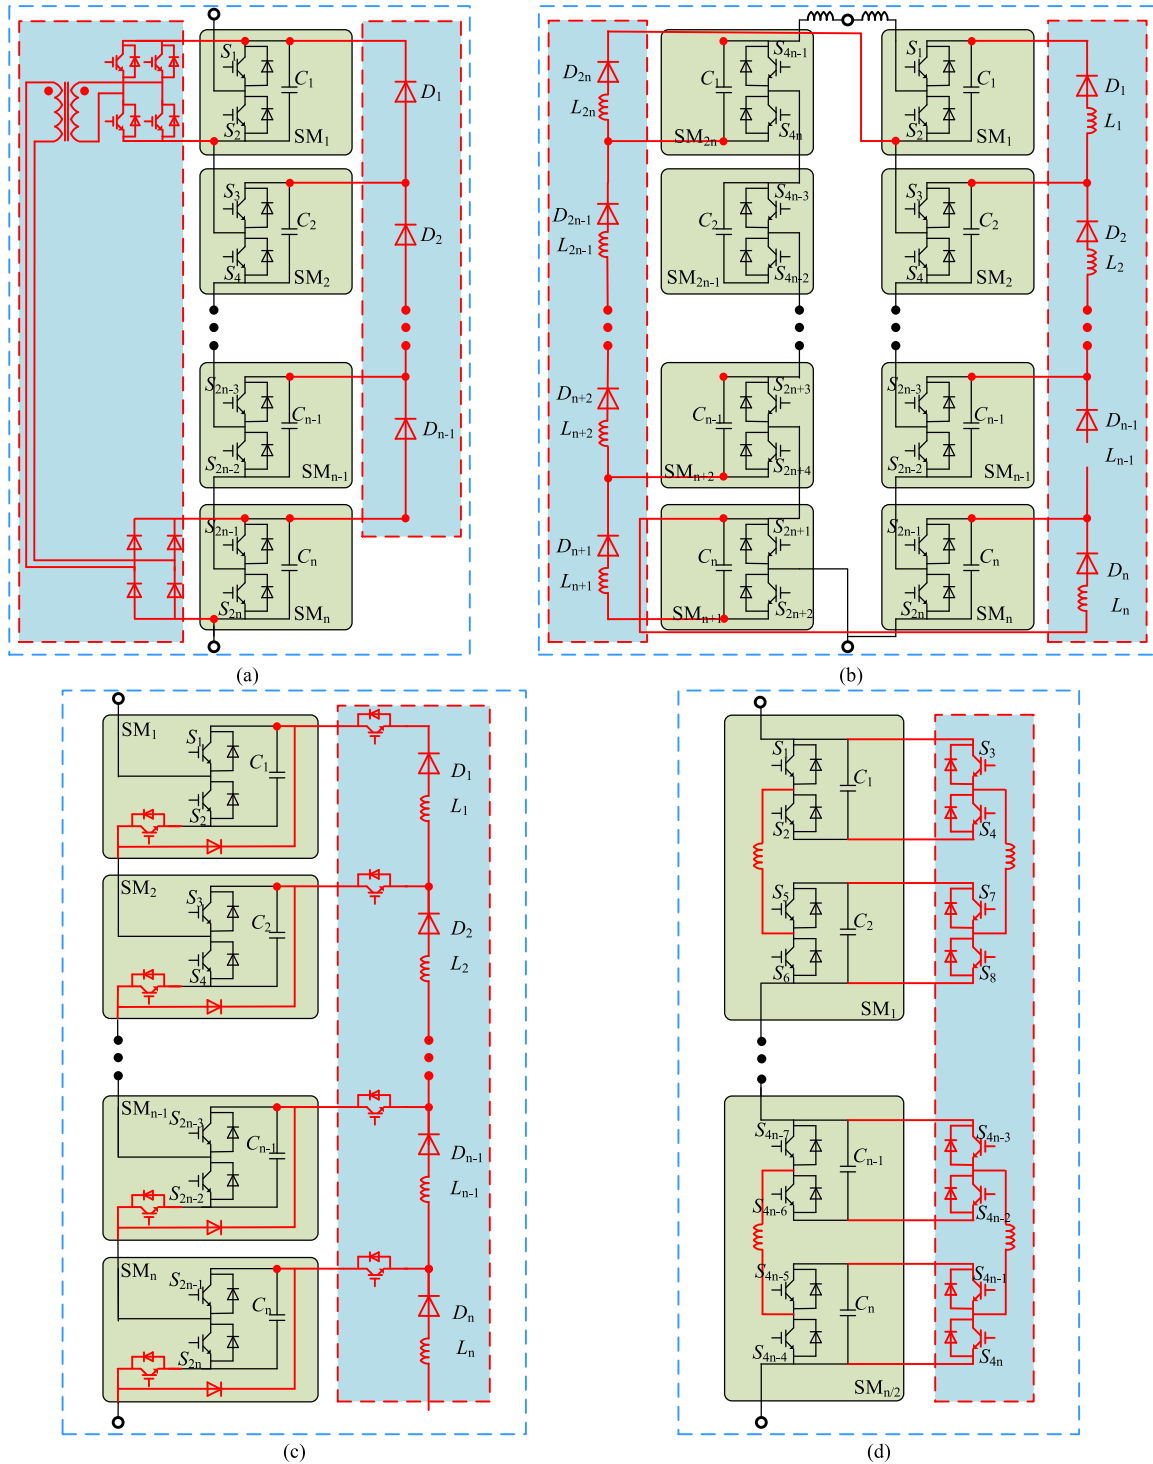 S1
C1
S2
SM1
D1
S3
C2
S4
SM2
D2
S2n-3
Cn-1
S2n-2
SMn-1
Dn-1
S2n-1
Cn
S2n
SMn
(a)
D2n
L2n
C1
S4n-1
S4n
SM2n
S1
C1
S2
SM1
D1
L1
D2n-1
L2n-1
C2
S4n-3
S4n-2
SM2n-1
S3
C2
S4
SM2
D2
L2
Dn+2
Ln+2
Cn-1
S2n+3
S2n+4
SMn+2
S2n-3
Cn-1
S2n-2
SMn-1
Dn-1
Ln-1
Dn+1
Ln+1
Cn
S2n+1
S2n+2
SMn+1
S2n-1
Cn
S2n
SMn
Dn
Ln
(b)
SM1
S1
C1
S2
D1
L1
SM2
S3
C2
S4
D2
L2
SMn-1
S2n-3
Cn-1
S2n-2
Dn-1
Ln-1
SMn
S2n-1
Cn
S2n
Dn
Ln
(c)
S1
C1
S2
S3
S4
S5
C2
S6
S7
S8
SM1
S4n-7
Cn-1
S4n-6
S4n-3
S4n-2
S4n-5
Cn
S4n-4
S4n-1
S4n
SMn/2
(d)